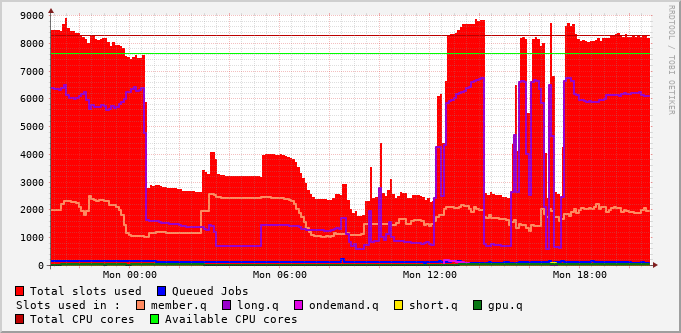 9000
8000
7000
6000
5000
4000
3000
2000
1000
0
Mon 00:00 Mon 06:00 Mon 12:00 Mon 18:00
Total slots used Queued Jobs
Slots used in : member.q long.q ondemand.q short.q gpu.q
Total CPU cores Available CPU cores
RRDTOOL / TOBI OETIKER